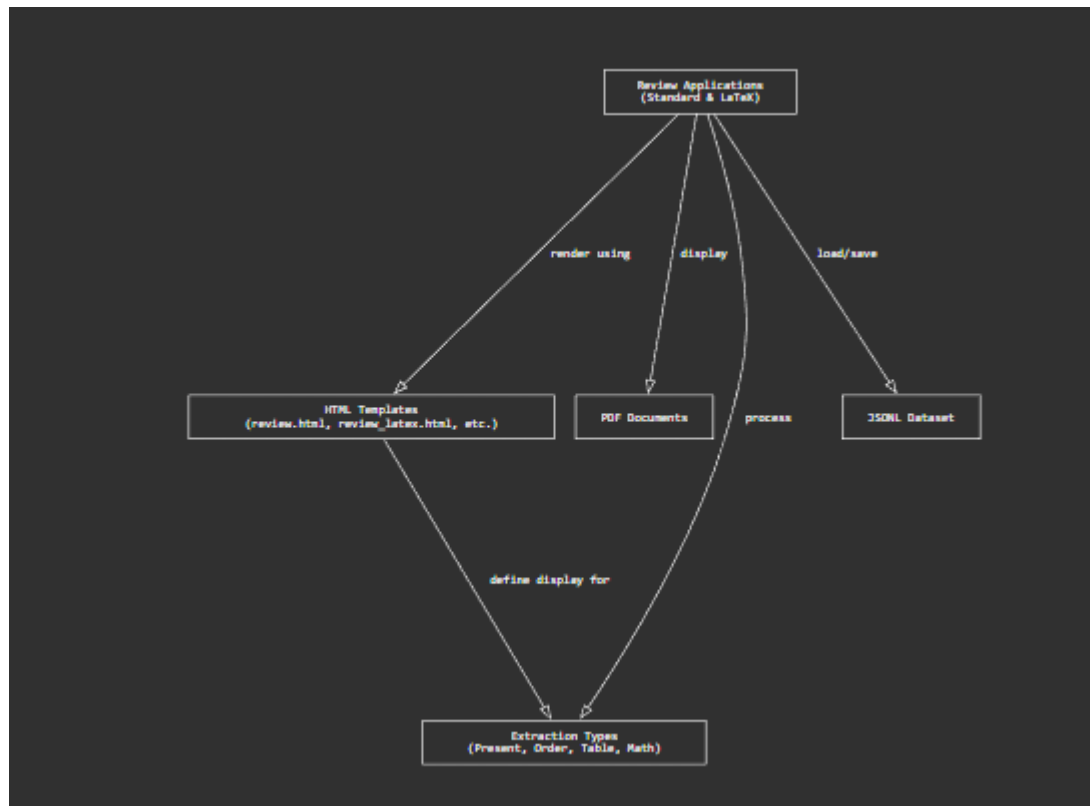 Review Applications
(Standard & LaTeX)
render using
display
load/save
HTML Templates
(review.html, review_latex.html, etc.)
PDF Documents
process
JSONL Dataset
define display for
Extraction Types
(Present, Order, Table, Math)